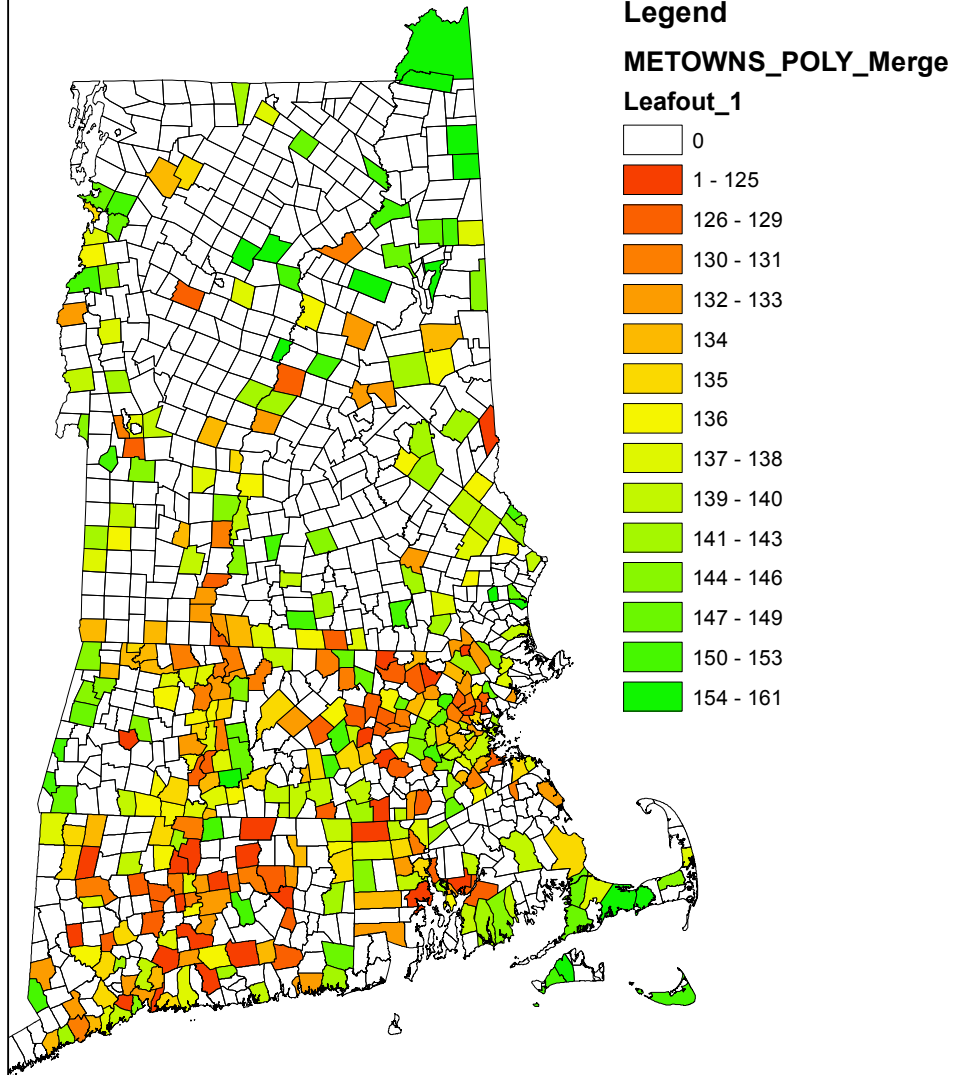 Legend
METOWNS_POLY_Merge
Leafout_1
0
1 - 125
126 - 129
130 - 131
132 - 133
134
135
136
137 - 138
139 - 140
141 - 143
144 - 146
147 - 149
150 - 153
154 - 161